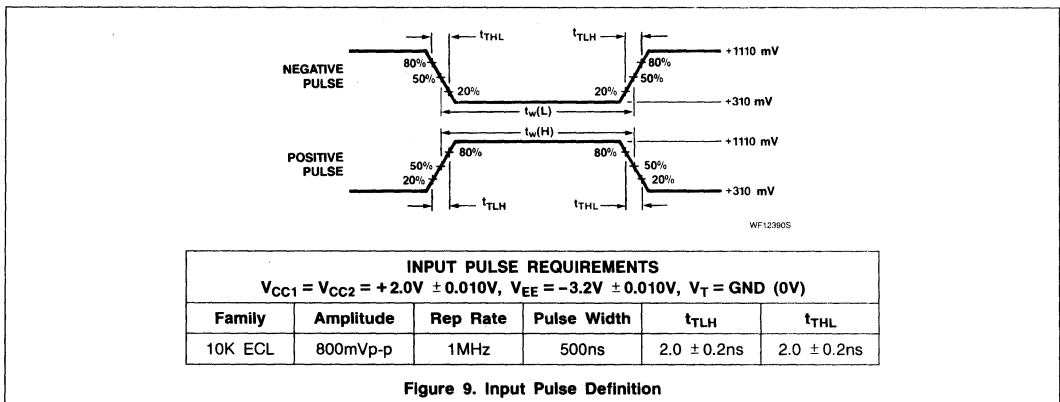 t_THL t_TLH
+1110 mV
NEGATIVE PULSE
80% 80%
50% 50%
20% 20%
+310 mV
t_w(L)
t_w(H)
+1110 mV
POSITIVE PULSE
80% 80%
50% 50%
20% 20%
+310 mV
t_TLH t_THL
WF12390S
INPUT PULSE REQUIREMENTS
V_CC1 = V_CC2 = +2.0V ±0.010V, V_EE = −3.2V ±0.010V, V_T = GND (0V)
Family Amplitude Rep Rate Pulse Width t_TLH t_THL
10K ECL 800mVp-p 1MHz 500ns 2.0 ±0.2ns 2.0 ±0.2ns
Figure 9. Input Pulse Definition